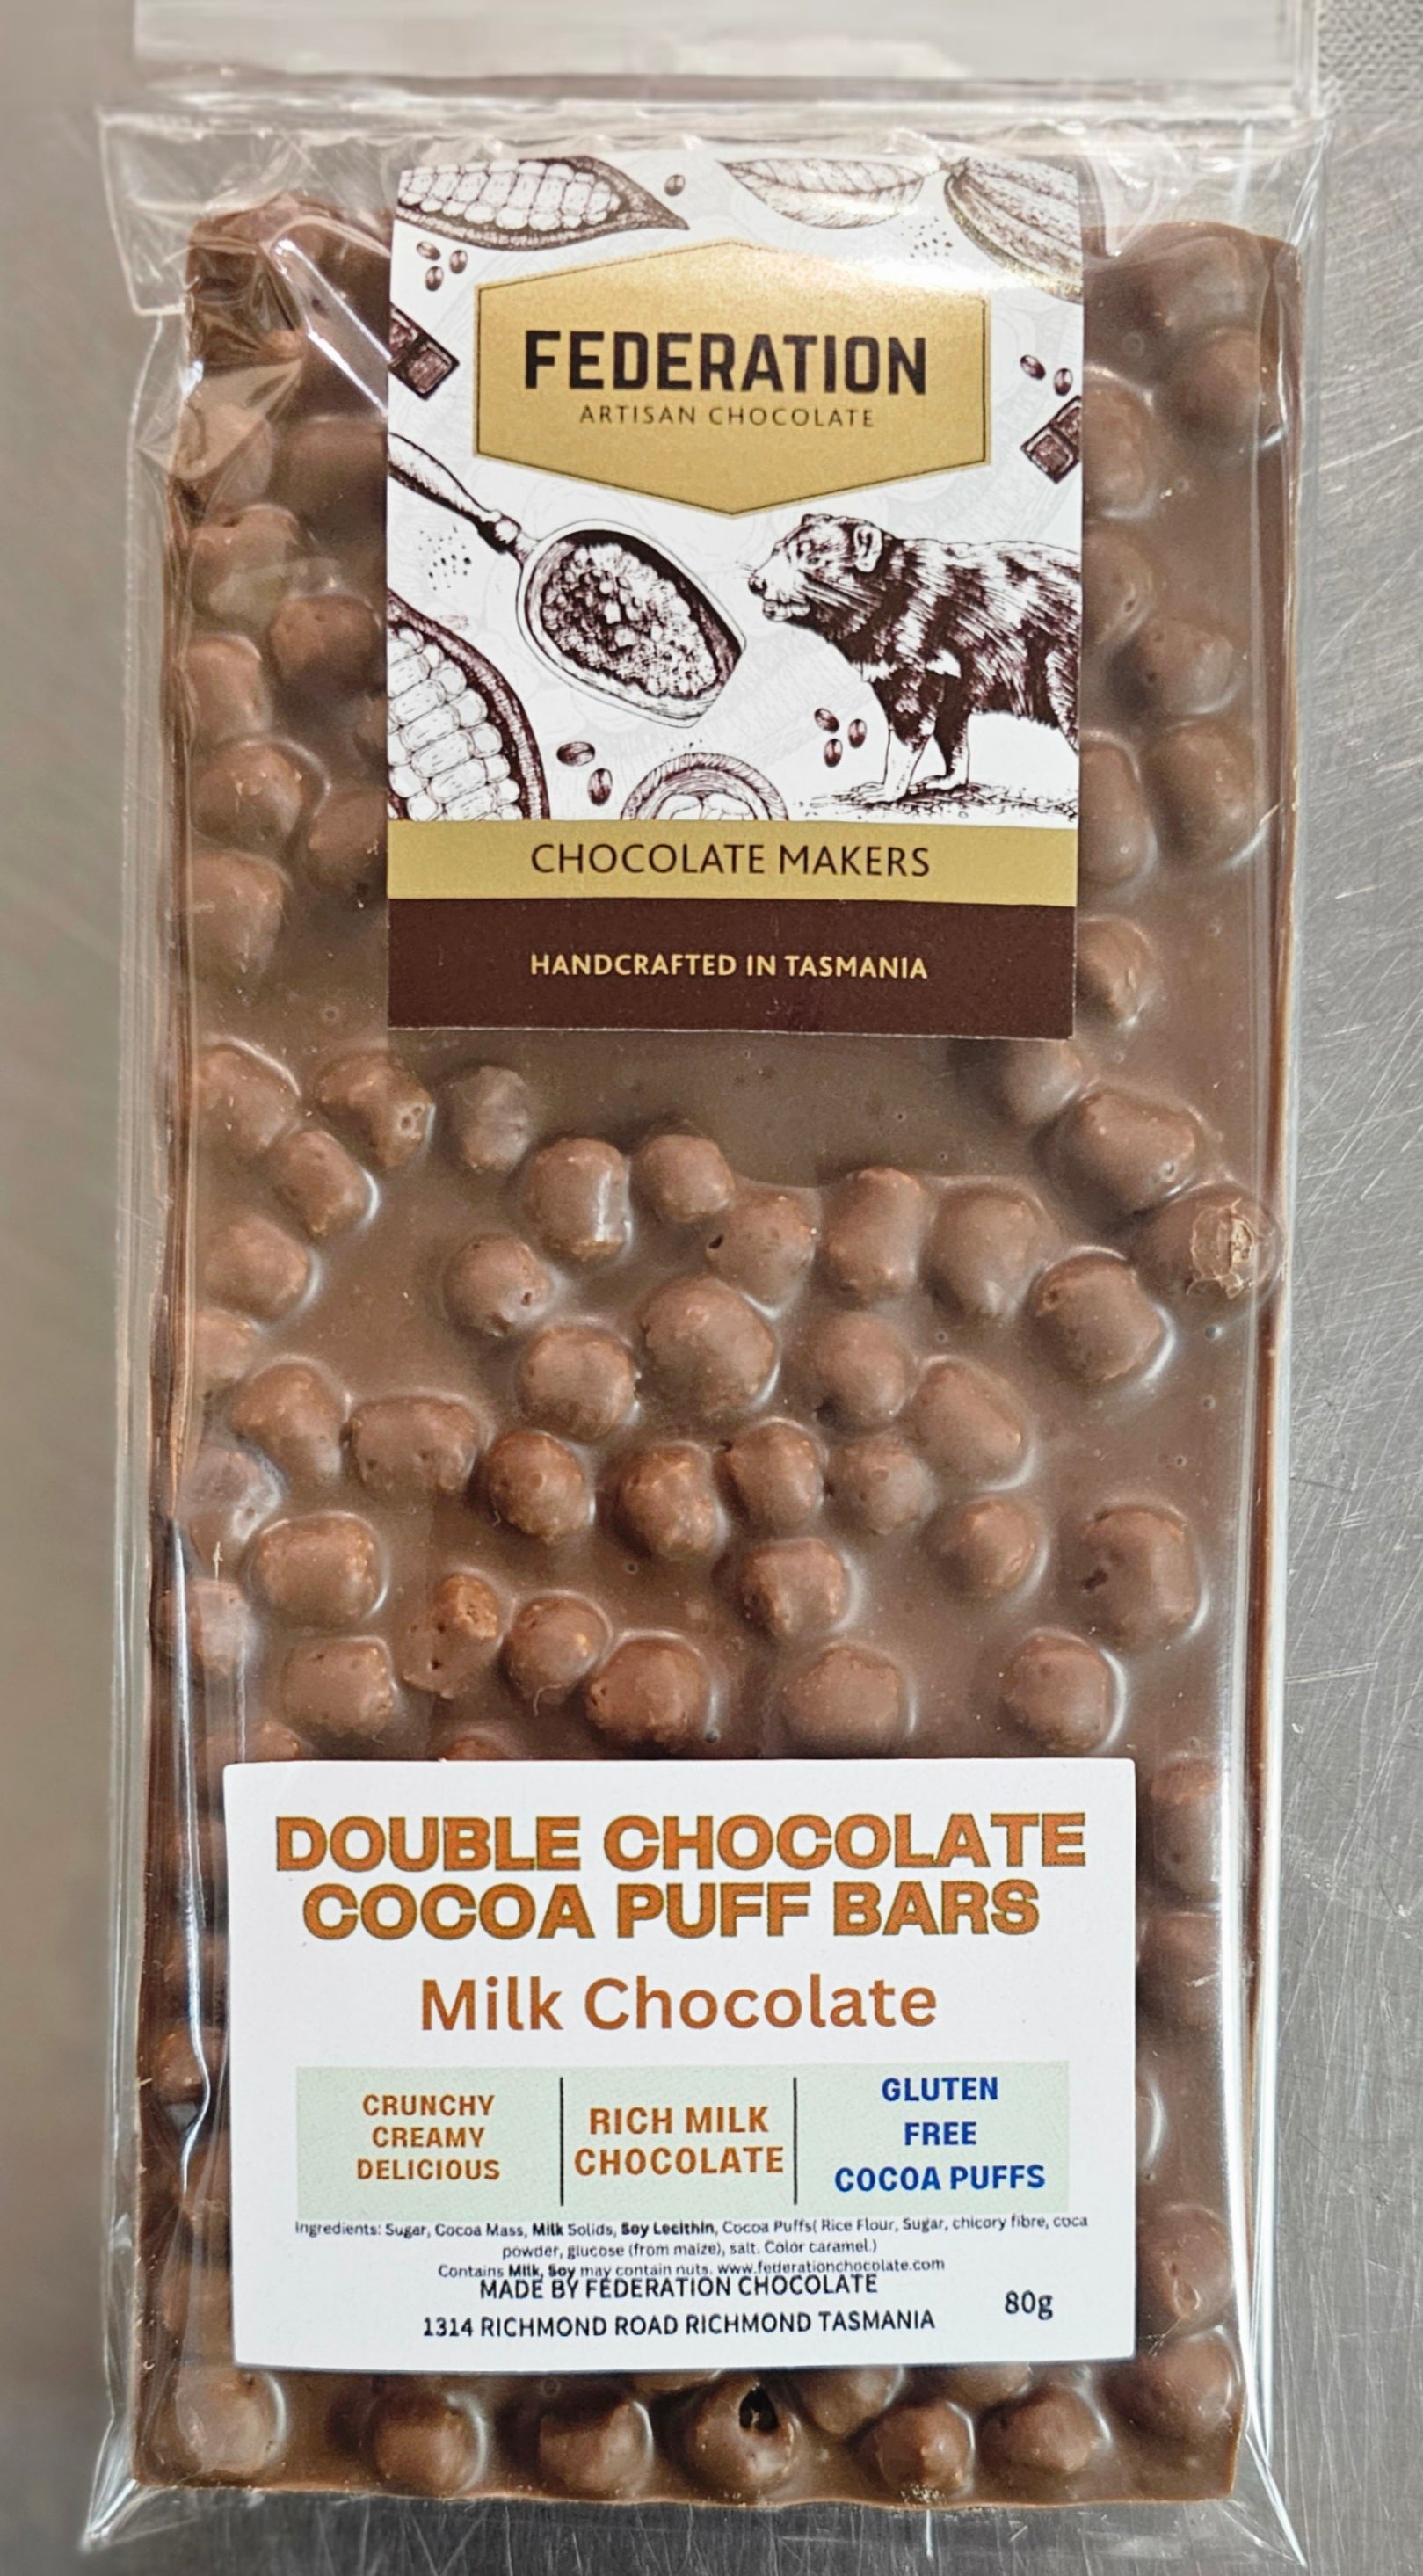 FEDERATION
ARTISAN CHOCOLATE
CHOCOLATE MAKERS
HANDCRAFTED IN TASMANIA
DOUBLE CHOCOLATE
COCOA PUFF BARS
Milk Chocolate
CRUNCHY
CREAMY
DELICIOUS
RICH MILK
CHOCOLATE
GLUTEN
FREE
COCOA PUFFS
Ingredients: Sugar, Cocoa Mass, Milk Solids, Soy Lecithin, Cocoa Puffs( Rice Flour, Sugar, chicory fibre, coca
powder, glucose (from maize), salt. Color caramel.)
Contains Milk, Soy may contain nuts. www.federationchocolate.com
MADE BY FEDERATION CHOCOLATE
1314 RICHMOND ROAD RICHMOND TASMANIA
80g